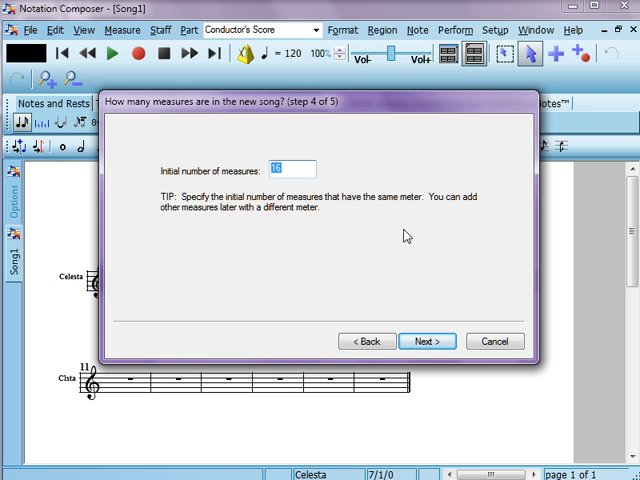 Notation Composer - [Song1]
File Edit View Measure Staff Part Conductor's Score Format Region Note Perform Setup Window Help
= 120 100% Vol- Vol+
Notes and Rests
How many measures are in the new song? (step 4 of 5)
Initial number of measures: 16
TIP: Specify the initial number of measures that have the same meter. You can add
other measures later with a different meter.
< Back Next > Cancel
Options
Song1
Celesta
11
Clsta
Celesta 7/1/0 page 1 of 1